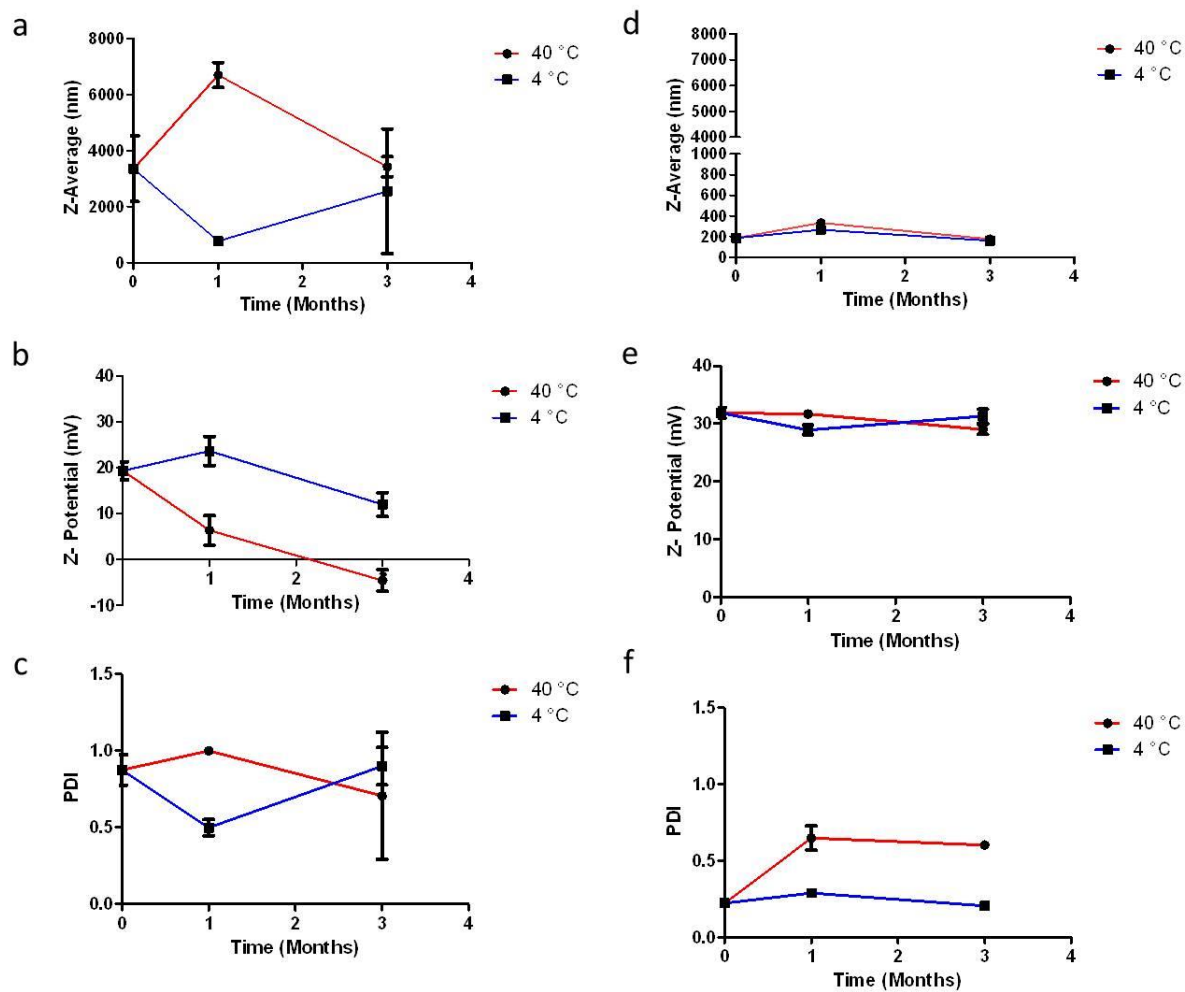 a
8000
6000
4000
2000
0
Z-Average (nm)
0 1 2 3 4
Time (Months)
40 °C
4 °C
d
8000
7000
6000
5000
4000
1000
800
600
400
200
0
Z-Average (nm)
0 1 2 3 4
Time (Months)
40 °C
4 °C
b
40
30
20
10
0
-10
Z- Potential (mV)
1 2 3 4
Time (Months)
40 °C
4 °C
e
40
30
20
10
0
Z- Potential (mV)
0 1 2 3 4
Time (Months)
40 °C
4 °C
c
1.5
1.0
0.5
0.0
PDI
0 1 2 3 4
Time (Months)
40 °C
4 °C
f
1.5
1.0
0.5
0.0
PDI
0 1 2 3 4
Time (Months)
40 °C
4 °C